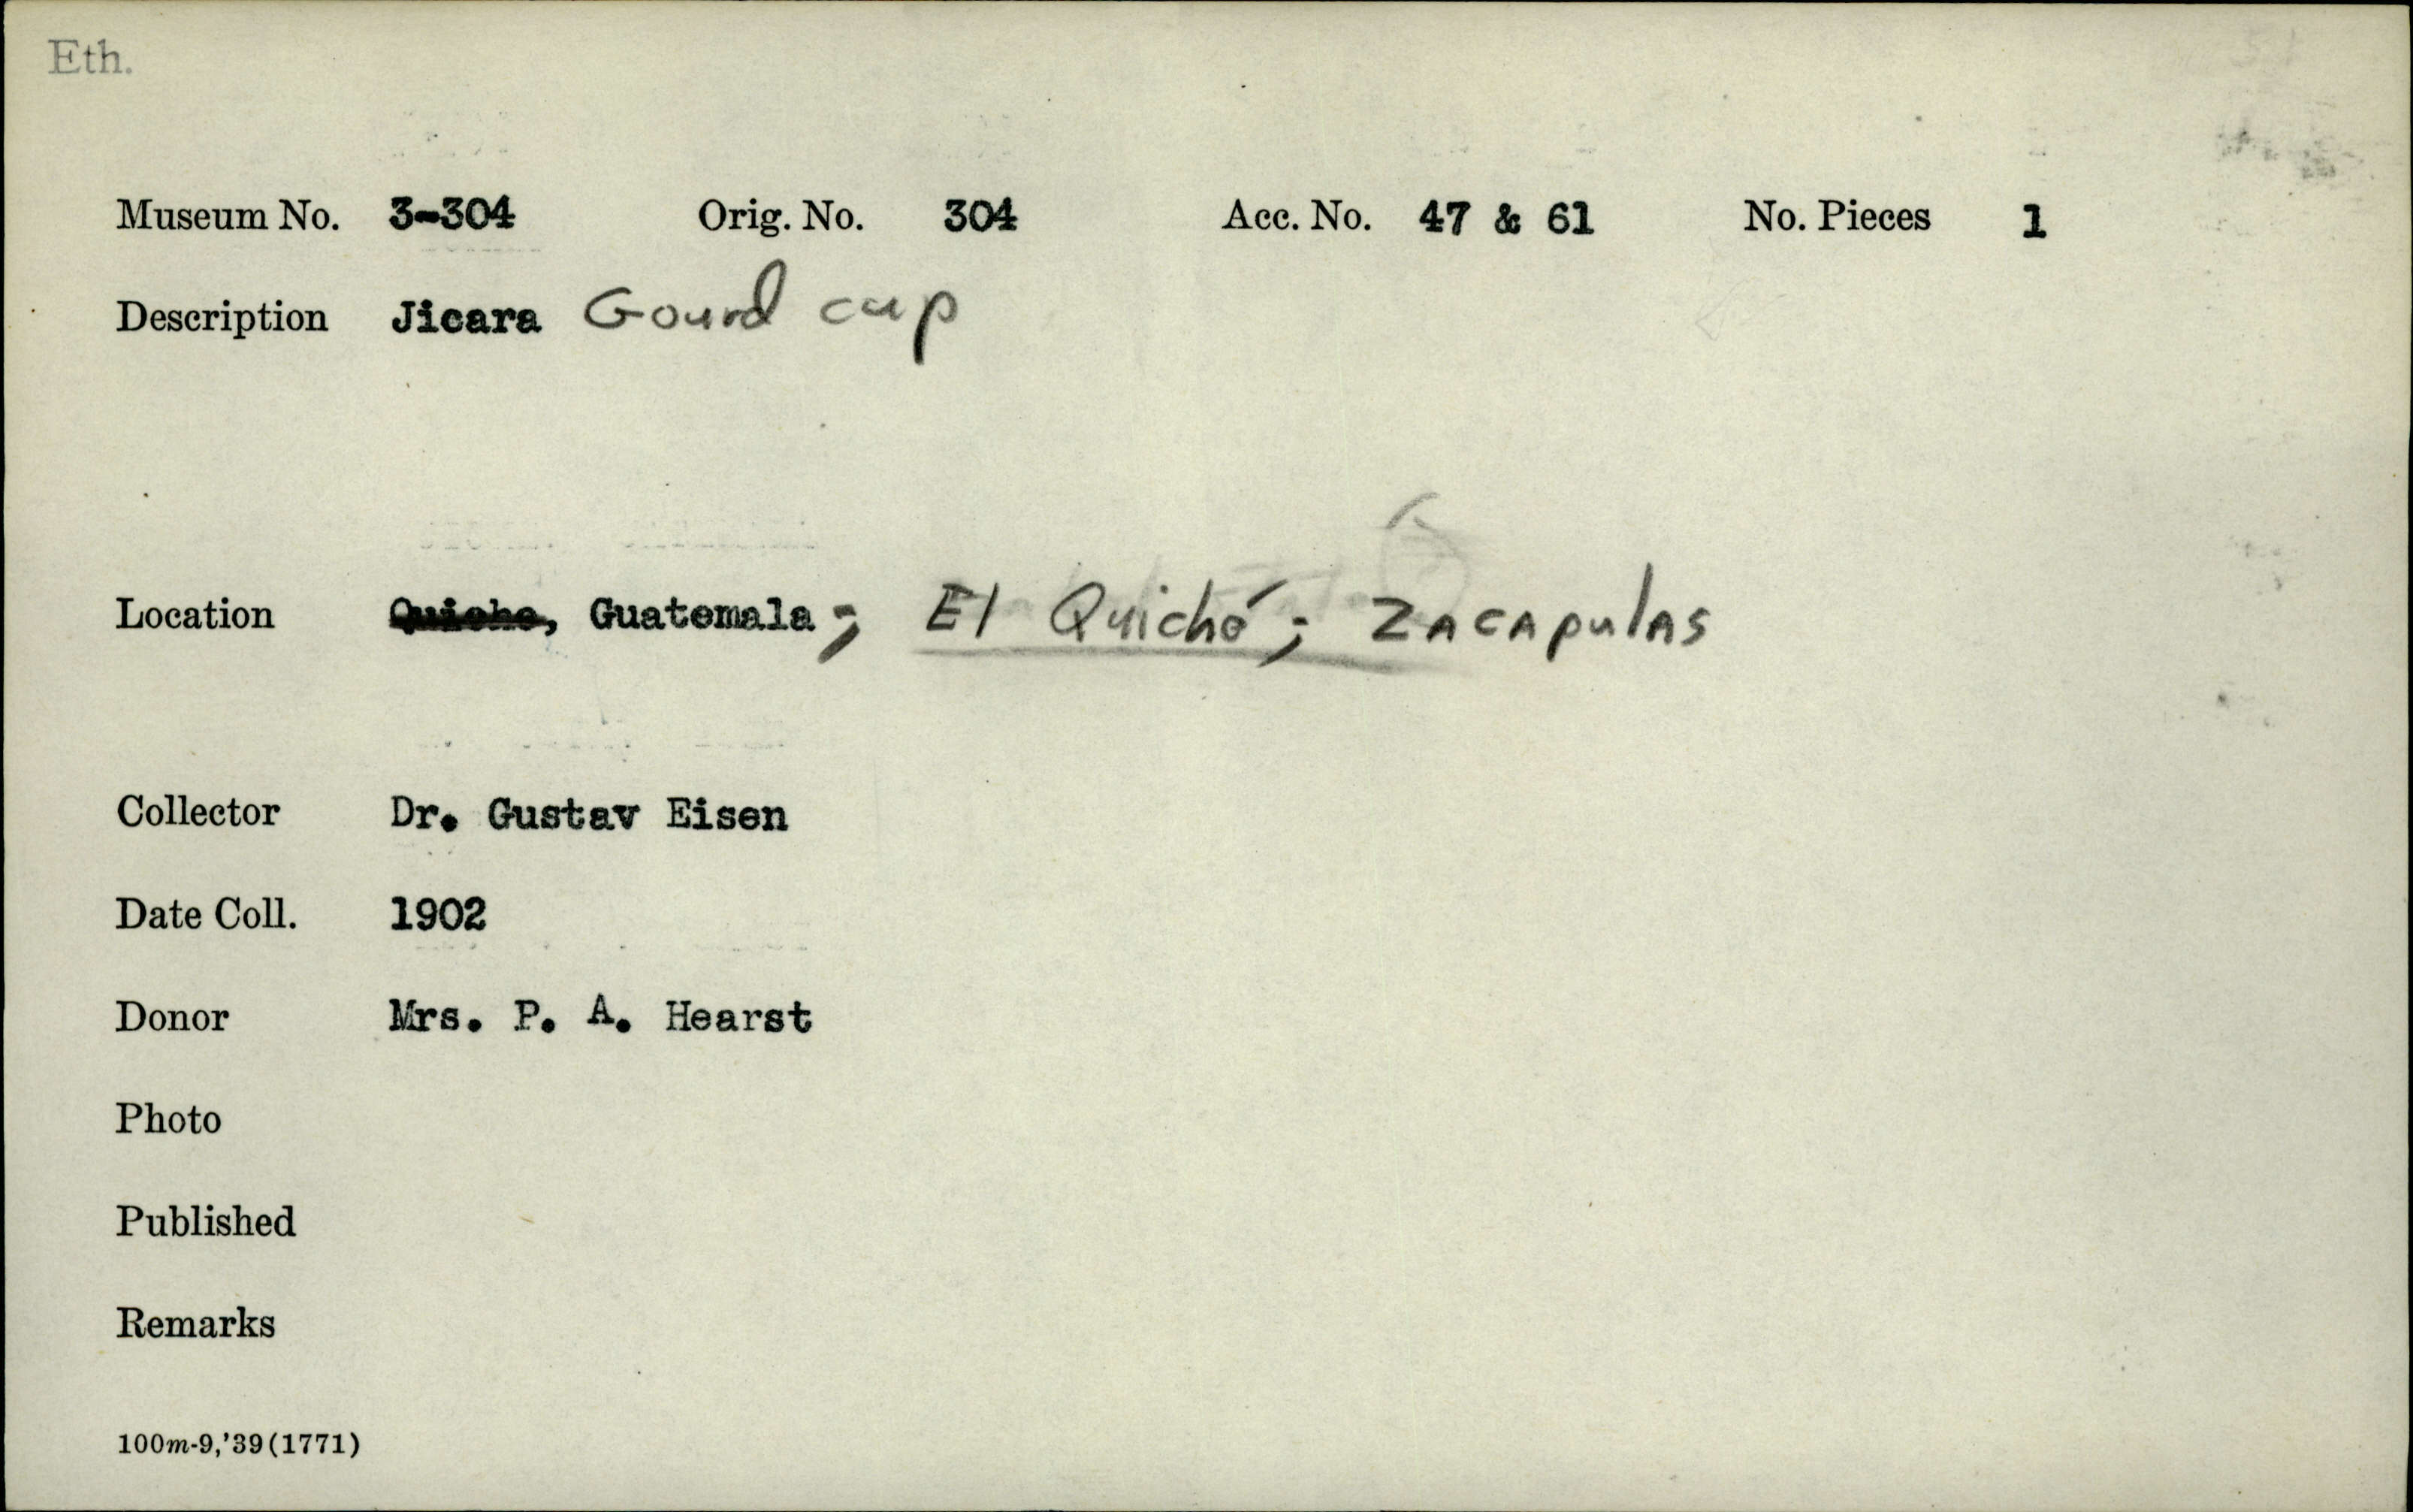 Eth.
Museum No. 3-304 Orig. No. 304 Acc. No. 47 & 61 No. Pieces 1
Description Jicara Gourd cup
Location Quiche, Guatemala; El Quiché; Zacapulas
Collector Dr. Gustav Eisen
Date Coll. 1902
Donor Mrs. P. A. Hearst
Photo
Published
Remarks
100m-9,'39(1771)